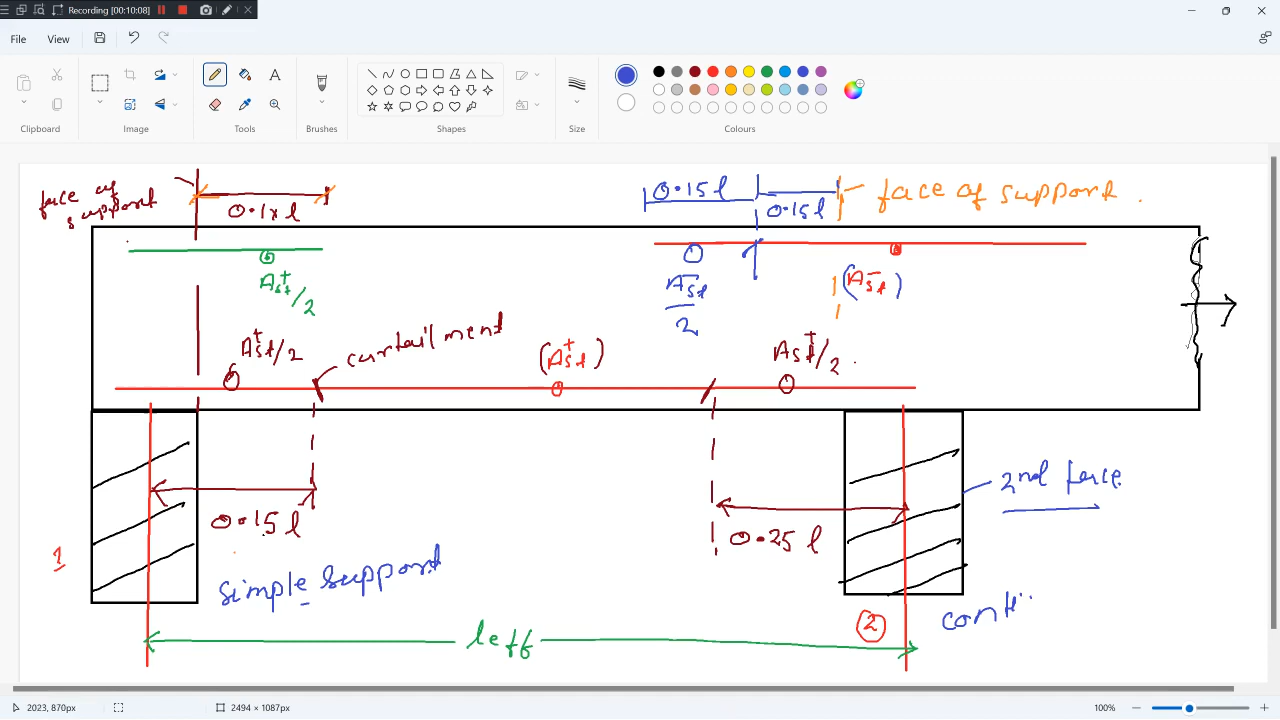 Recording [00:10:08]
File View
Clipboard
Image
Tools
Brushes
Shapes
Size
Colours
A
face of support
0.1x l
0.15 l
0.15 l
face of support .
Ast+/2
Ast-/2
(Ast-)
Ast+/2
curtailment
(Ast+)
Ast+/2
0.15 l
0.25 l
2nd face
1
simple support
2
conti
leff
2023, 870px
2494 × 1087px
100%